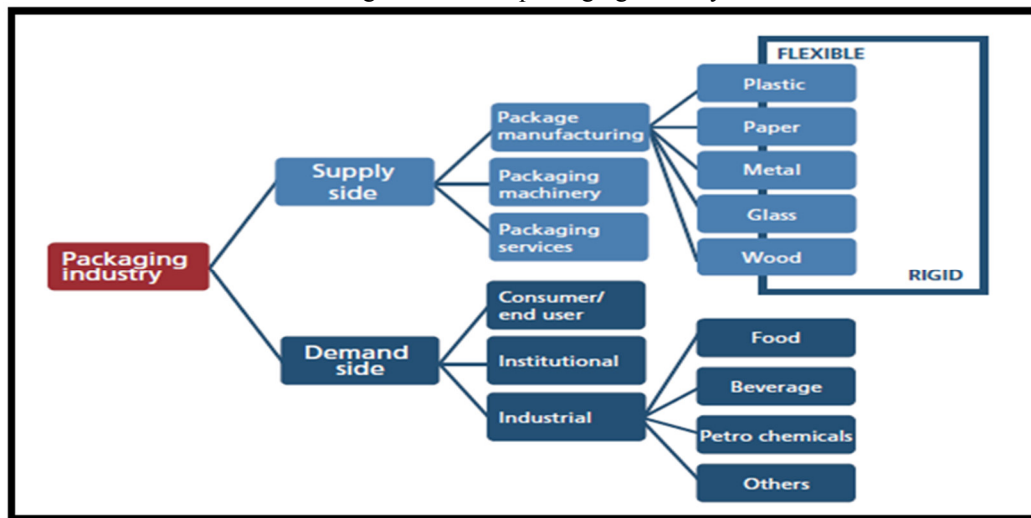 FLEXIBLE
Plastic
Package
manufacturing
Paper
Supply
side
Metal
Packaging
machinery
Glass
Packaging
services
Wood
Packaging
industry
RIGID
Consumer/
end user
Food
Demand
side
Institutional
Beverage
Industrial
Petro chemicals
Others